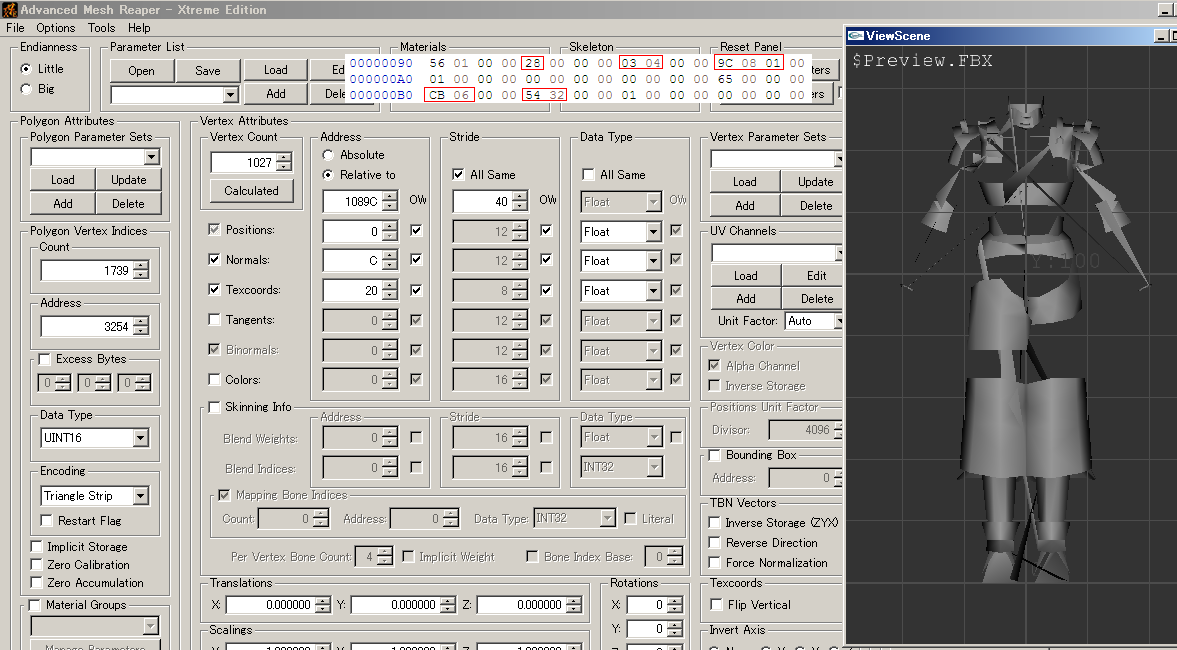 Advanced Mesh Reaper - Xtreme Edition
File Options Tools Help
Endianness
Little
Big
Parameter List
Open Save Load
Add
Materials
Skeleton
Reset Panel
00000090 56 01 00 00 28 00 00 00 03 04 00 00 9C 08 01 00
000000A0 01 00 00 00 00 00 00 00 00 00 00 00 65 00 00 00
000000B0 CB 06 00 00 54 32 00 00 01 00 00 00 00 00 00 00
Polygon Attributes
Polygon Parameter Sets
Load Update
Add Delete
Polygon Vertex Indices
Count
1739
Address
3254
Excess Bytes
0 0 0
Data Type
UINT16
Encoding
Triangle Strip
Restart Flag
Implicit Storage
Zero Calibration
Zero Accumulation
Material Groups
Manage Parameters
Vertex Attributes
Vertex Count
1027
Calculated
Address
Absolute
Relative to
1089C OW
Stride
All Same
40 OW
Data Type
All Same
Float OW
Positions: 0 12 Float
Normals: C 12 Float
Texcoords: 20 8 Float
Tangents: 0 12 Float
Binormals: 0 12 Float
Colors: 0 16 Float
Skinning Info
Address Stride Data Type
Blend Weights: 0 16 Float
Blend Indices: 0 16 INT32
Mapping Bone Indices
Count: 0 Address: 0 Data Type: INT32 Literal
Per Vertex Bone Count: 4 Implicit Weight Bone Index Base: 0
Translations
X: 0.000000 Y: 0.000000 Z: 0.000000
Scalings
Rotations
X: 0
Y: 0
Vertex Parameter Sets
Load Update
Add Delete
UV Channels
Load Edit
Add Delete
Unit Factor: Auto
Vertex Color
Alpha Channel
Inverse Storage
Positions Unit Factor
Divisor: 4096
Bounding Box
Address: 0
TBN Vectors
Inverse Storage (ZYX)
Reverse Direction
Force Normalization
Texcoords
Flip Vertical
Invert Axis
ViewScene
$Preview.FBX
Y:100